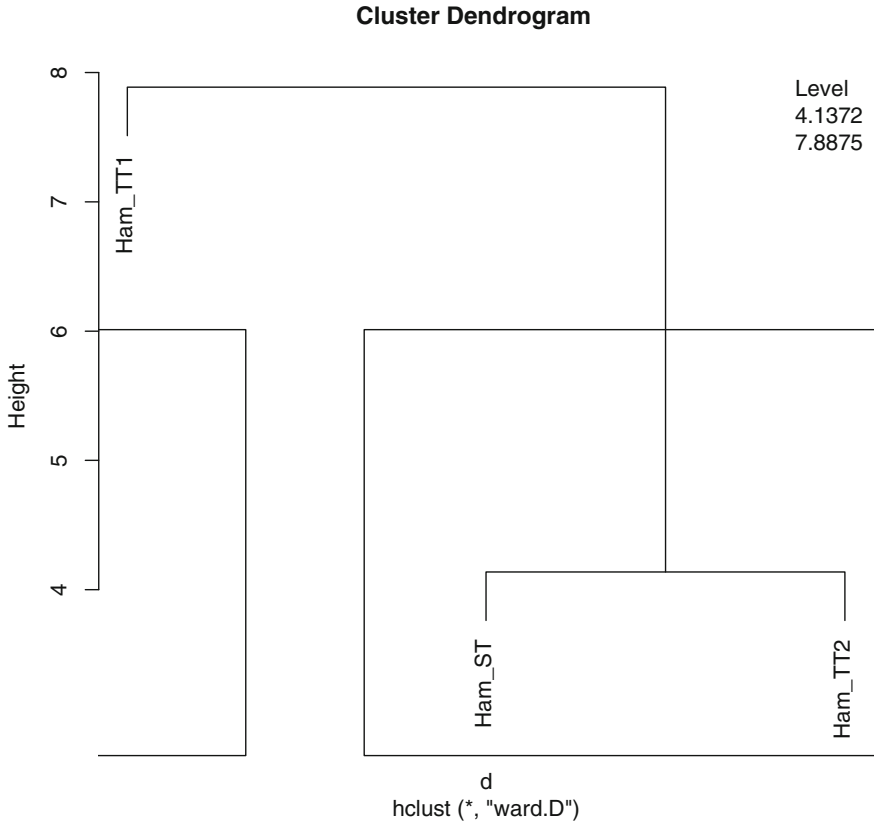 Cluster Dendrogram
Level
4.1372
7.8875
Height
8
7
6
5
4
Ham_TT1
Ham_ST
Ham_TT2
d
hclust (*, "ward.D")